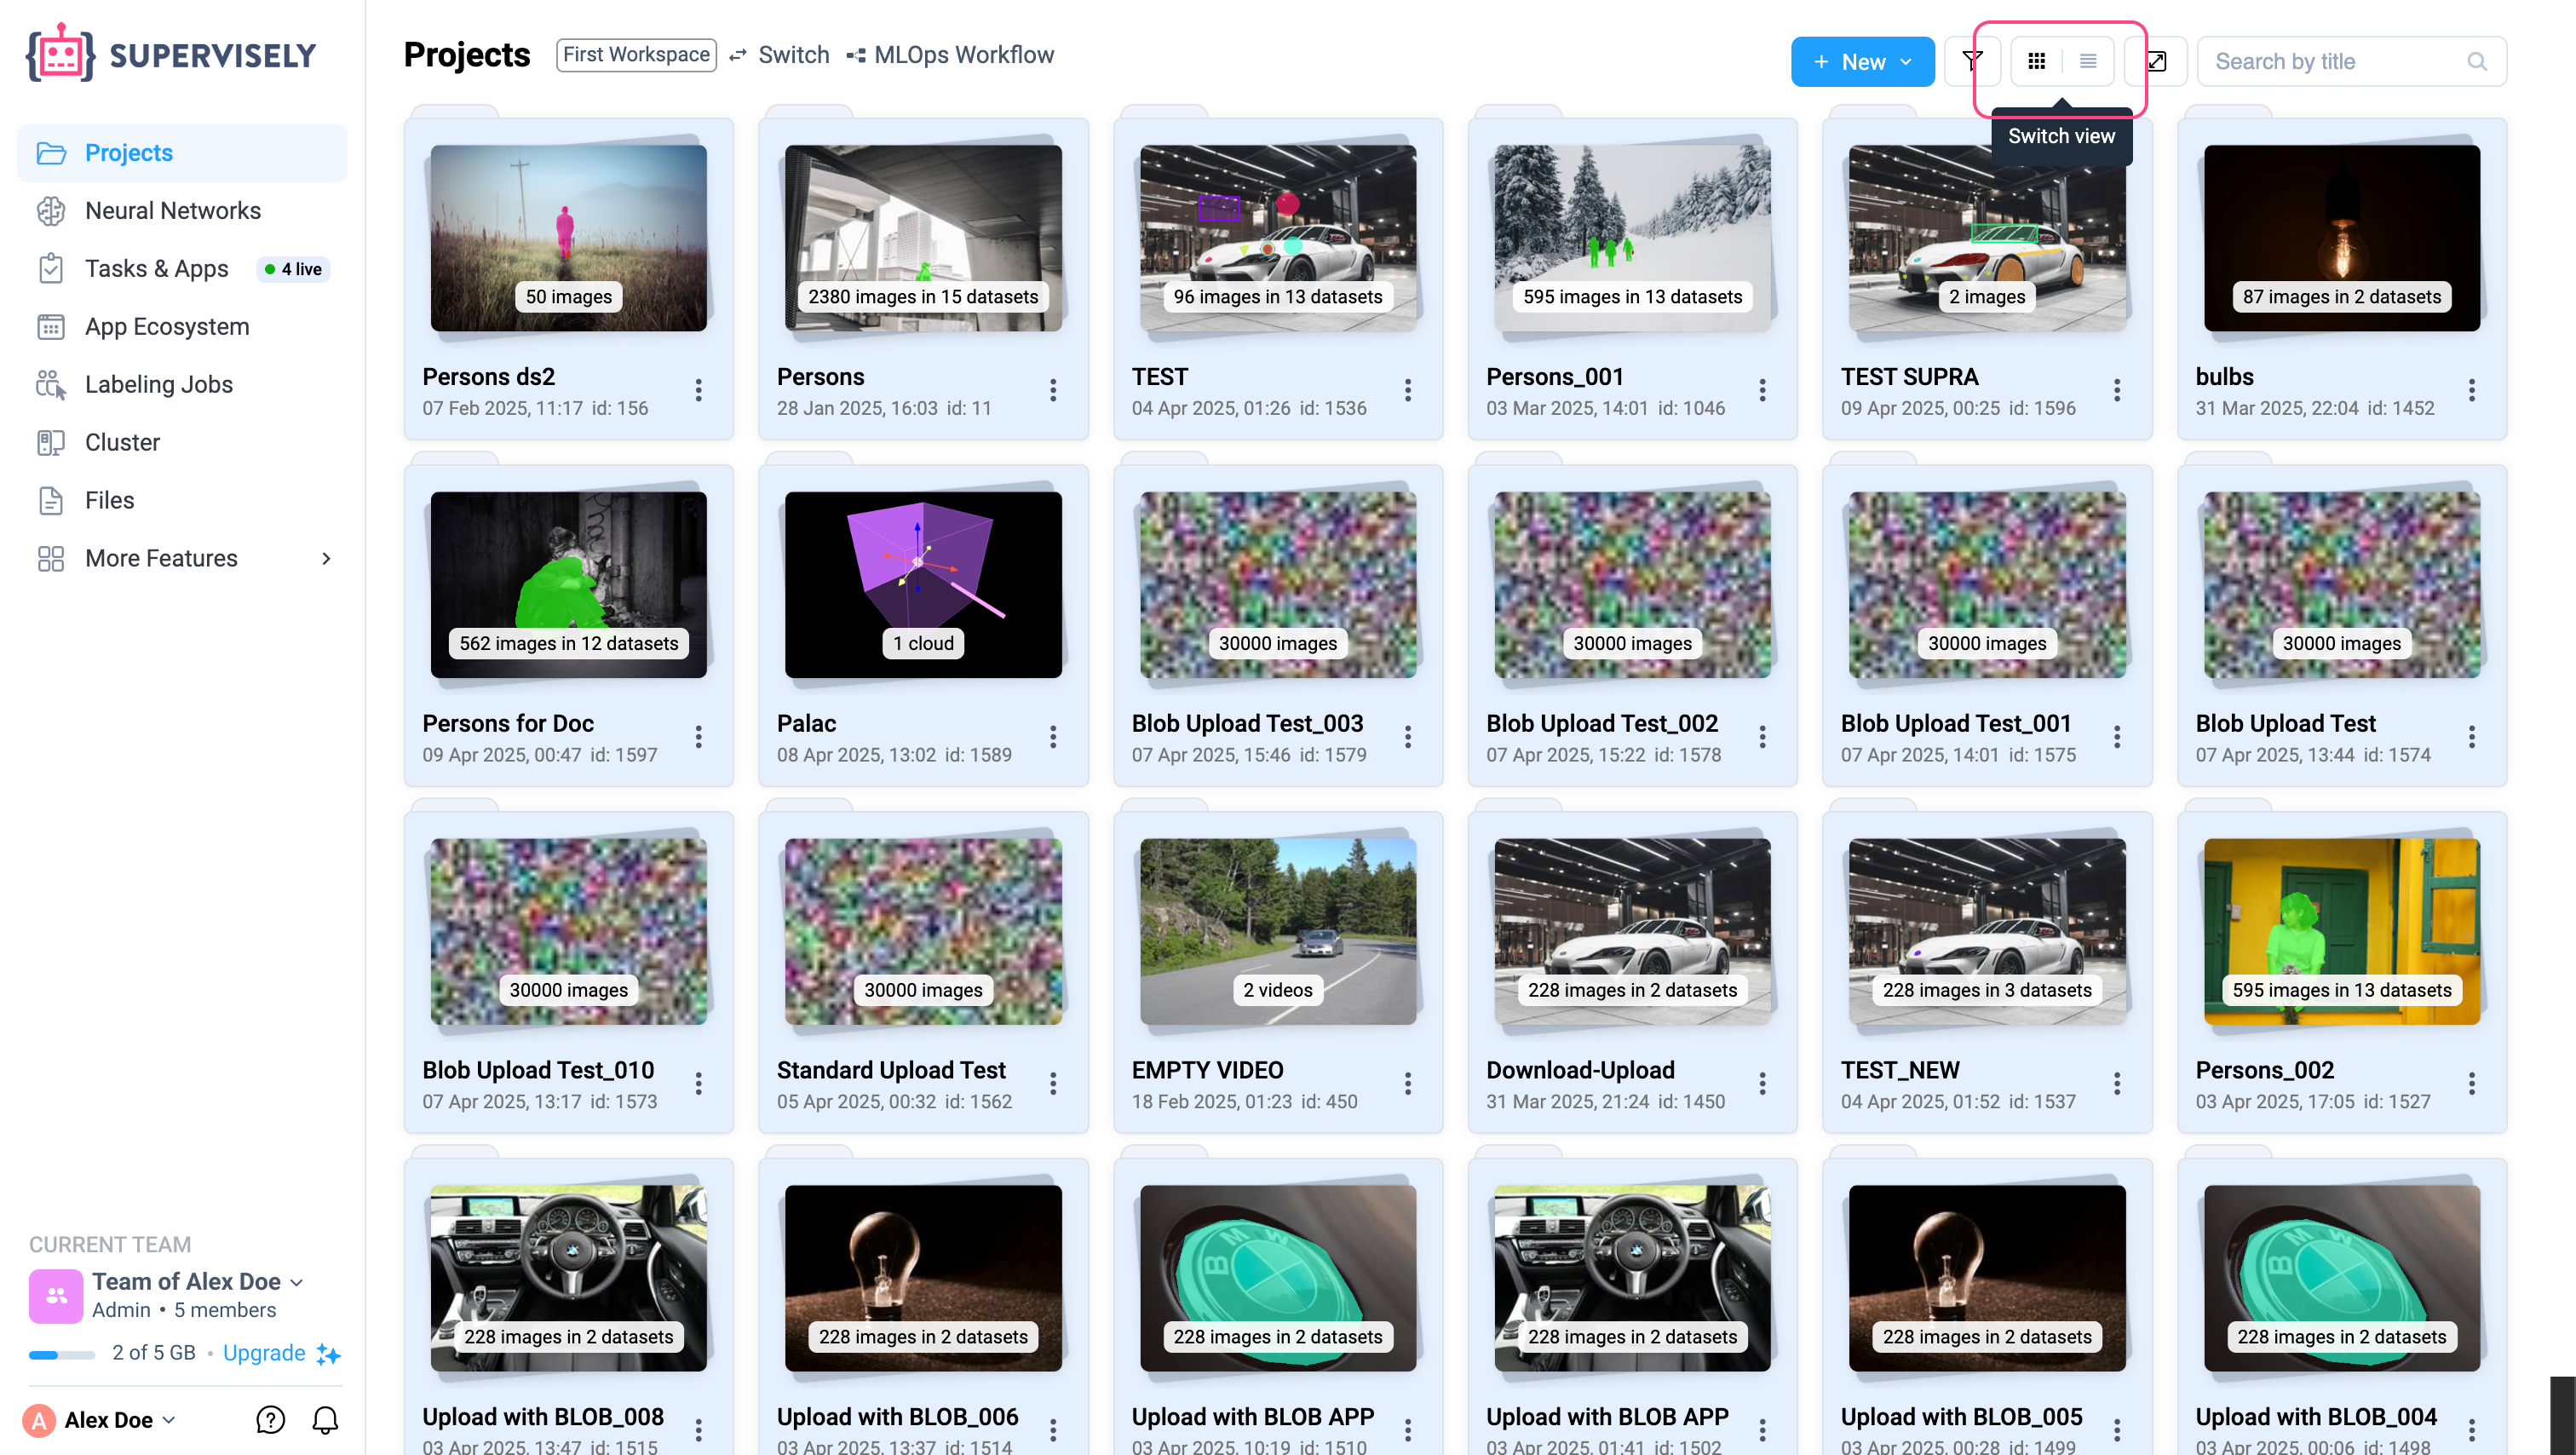 SUPERVISELY
Projects
Neural Networks
Tasks & Apps 4 live
App Ecosystem
Labeling Jobs
Cluster
Files
More Features
CURRENT TEAM
Team of Alex Doe
Admin • 5 members
2 of 5 GB • Upgrade
A Alex Doe
Projects First Workspace Switch MLOps Workflow
+ New
Search by title
Switch view
50 images
Persons ds2
07 Feb 2025, 11:17 id: 156
2380 images in 15 datasets
Persons
28 Jan 2025, 16:03 id: 11
96 images in 13 datasets
TEST
04 Apr 2025, 01:26 id: 1536
595 images in 13 datasets
Persons_001
03 Mar 2025, 14:01 id: 1046
2 images
TEST SUPRA
09 Apr 2025, 00:25 id: 1596
87 images in 2 datasets
bulbs
31 Mar 2025, 22:04 id: 1452
562 images in 12 datasets
Persons for Doc
09 Apr 2025, 00:47 id: 1597
1 cloud
Palac
08 Apr 2025, 13:02 id: 1589
30000 images
Blob Upload Test_003
07 Apr 2025, 15:46 id: 1579
30000 images
Blob Upload Test_002
07 Apr 2025, 15:22 id: 1578
30000 images
Blob Upload Test_001
07 Apr 2025, 14:01 id: 1575
30000 images
Blob Upload Test
07 Apr 2025, 13:44 id: 1574
30000 images
Blob Upload Test_010
07 Apr 2025, 13:17 id: 1573
30000 images
Standard Upload Test
05 Apr 2025, 00:32 id: 1562
2 videos
EMPTY VIDEO
18 Feb 2025, 01:23 id: 450
228 images in 2 datasets
Download-Upload
31 Mar 2025, 21:24 id: 1450
228 images in 3 datasets
TEST_NEW
04 Apr 2025, 01:52 id: 1537
595 images in 13 datasets
Persons_002
03 Apr 2025, 17:05 id: 1527
228 images in 2 datasets
Upload with BLOB_008
03 Apr 2025, 13:47 id: 1515
228 images in 2 datasets
Upload with BLOB_006
03 Apr 2025, 13:37 id: 1514
BMW
228 images in 2 datasets
Upload with BLOB APP
03 Apr 2025, 10:19 id: 1510
228 images in 2 datasets
Upload with BLOB APP
03 Apr 2025, 01:41 id: 1502
228 images in 2 datasets
Upload with BLOB_005
03 Apr 2025, 00:28 id: 1499
BMW
228 images in 2 datasets
Upload with BLOB_004
03 Apr 2025, 00:06 id: 1498